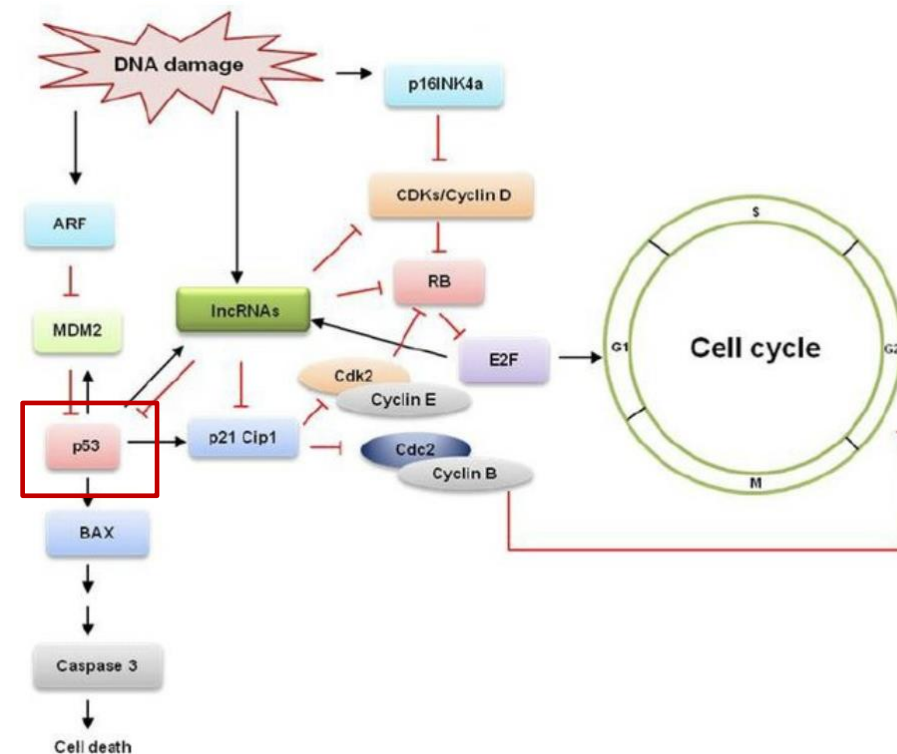 DNA damage
p16INK4a
CDKs/Cyclin D
S
ARF
RB
lncRNAs
MDM2
G1
Cell cycle
G2
E2F
Cdk2
Cyclin E
p53
p21 Cip1
Cdc2
Cyclin B
M
BAX
Caspase 3
Cell death